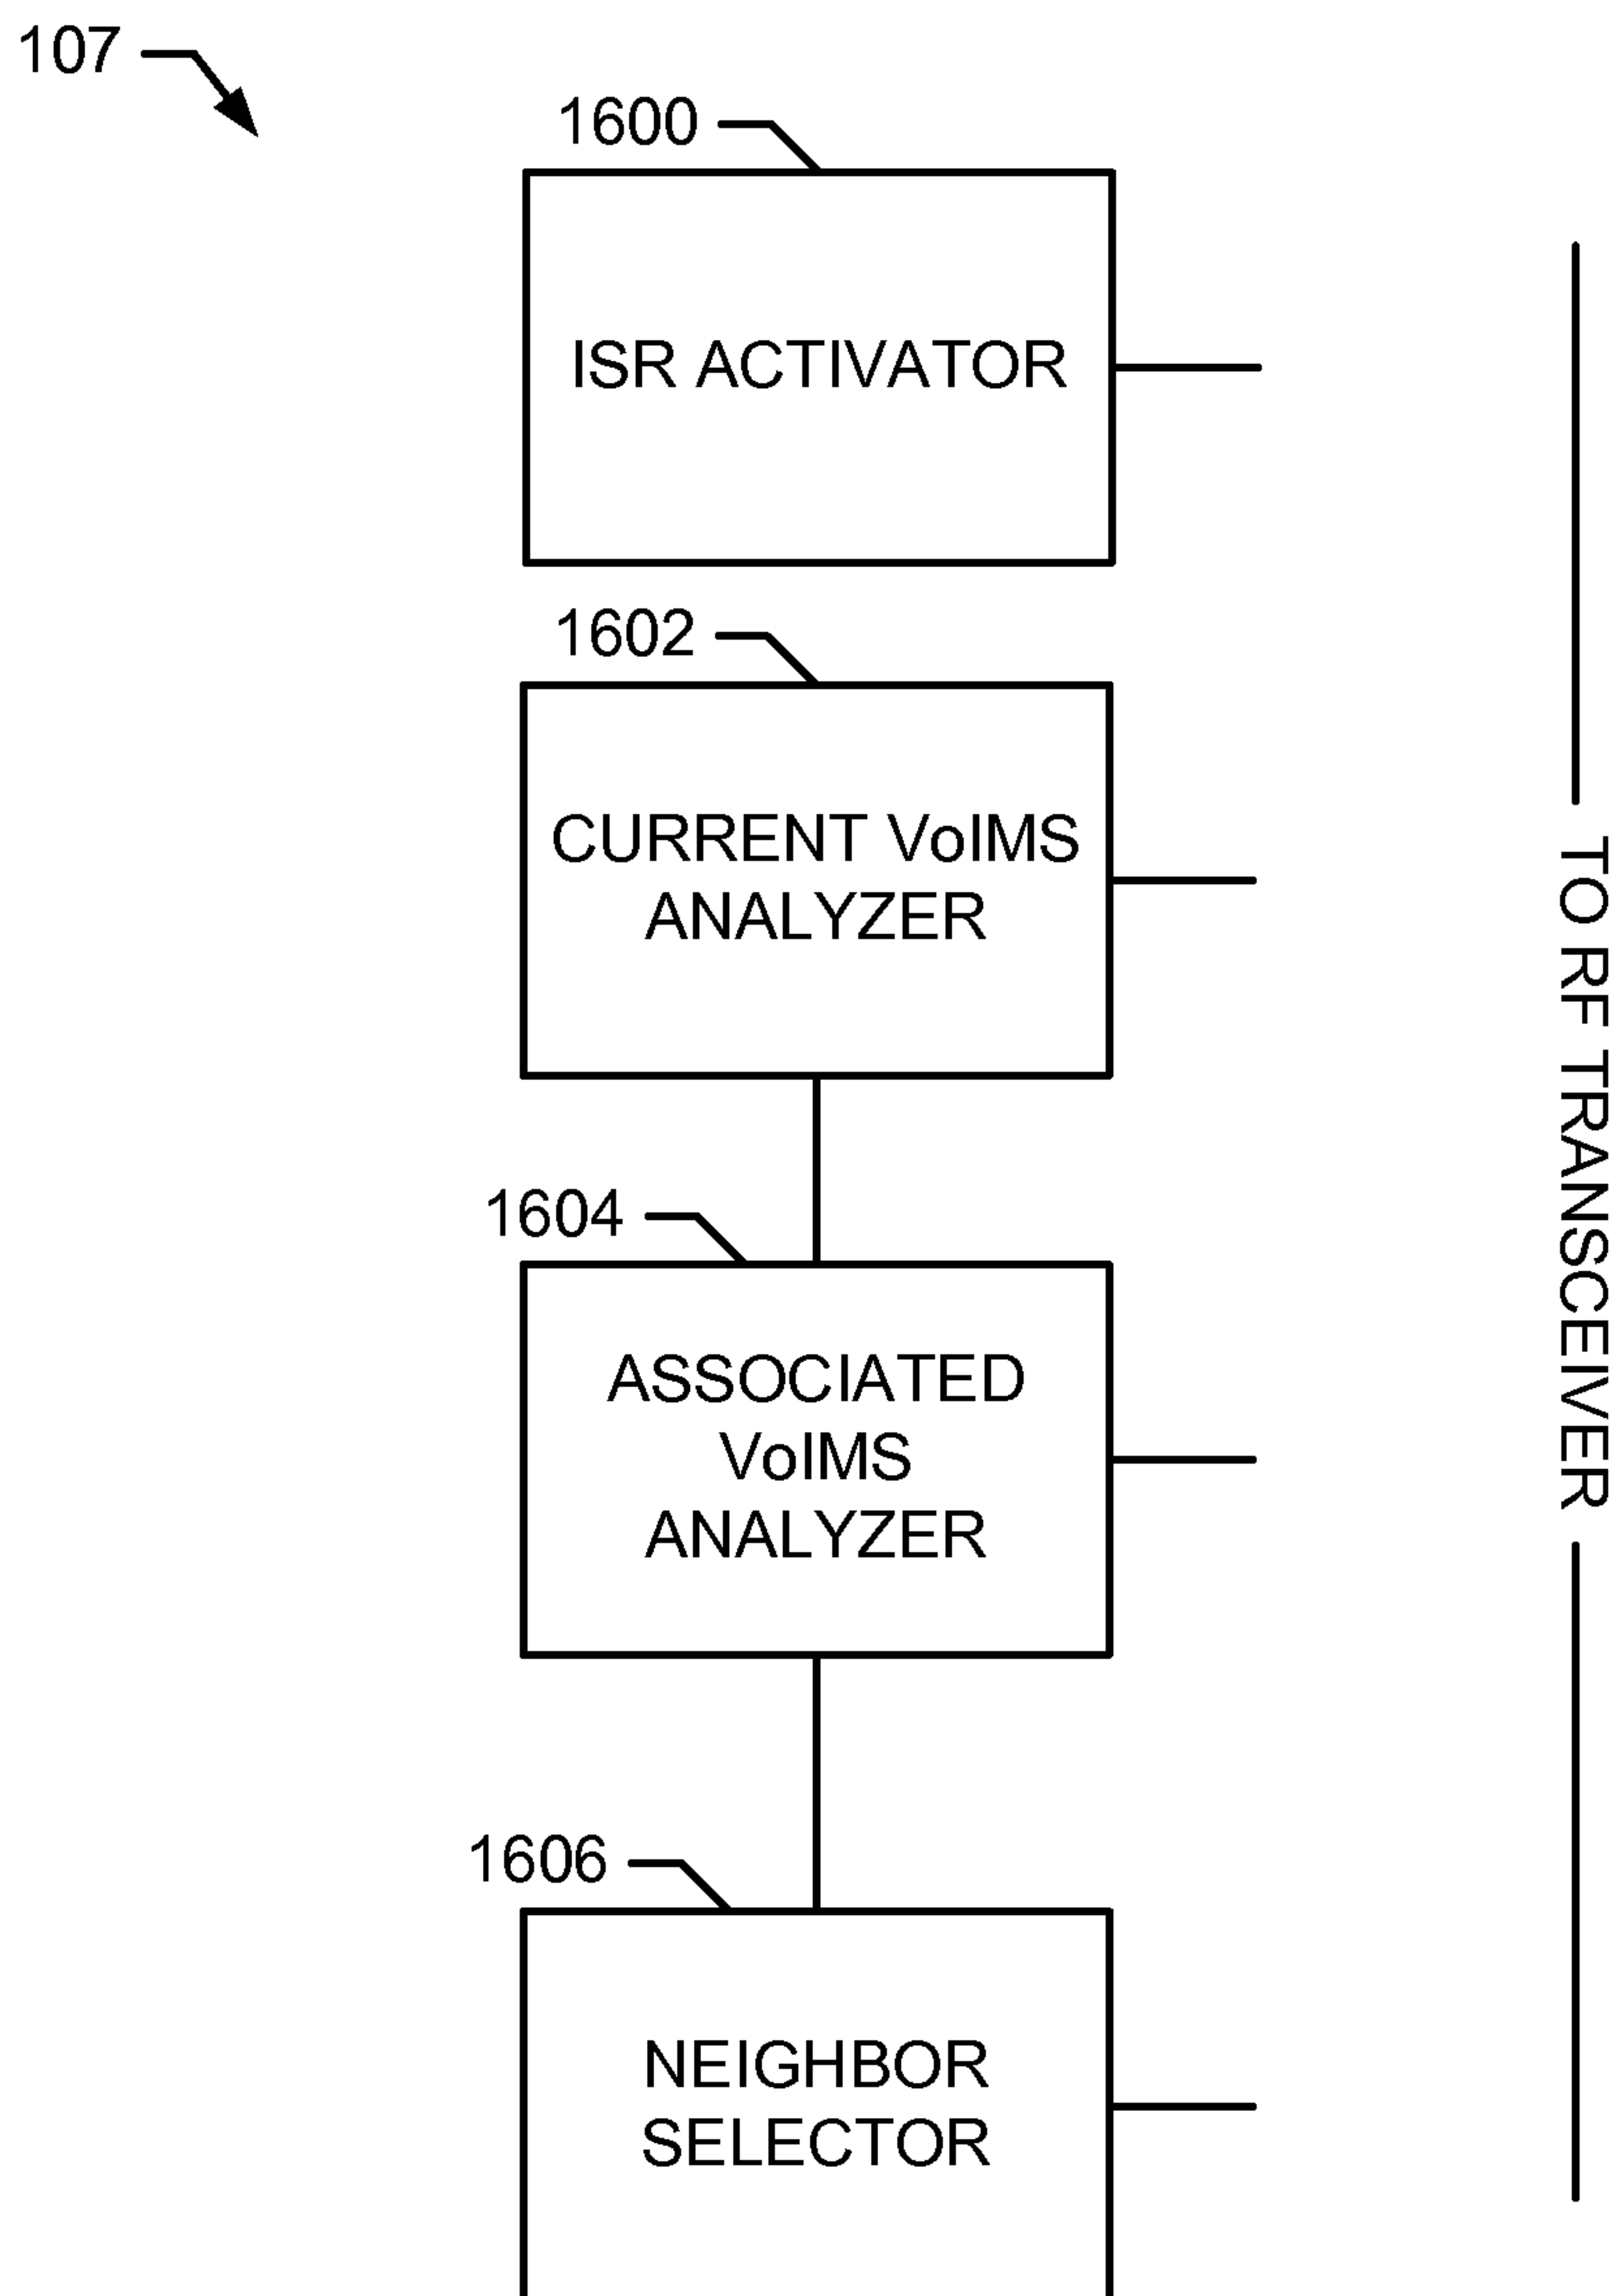 107
1600
ISR ACTIVATOR
1602
CURRENT VoIMS
ANALYZER
1604
ASSOCIATED
VoIMS
ANALYZER
1606
NEIGHBOR
SELECTOR
TO RF TRANSCEIVER